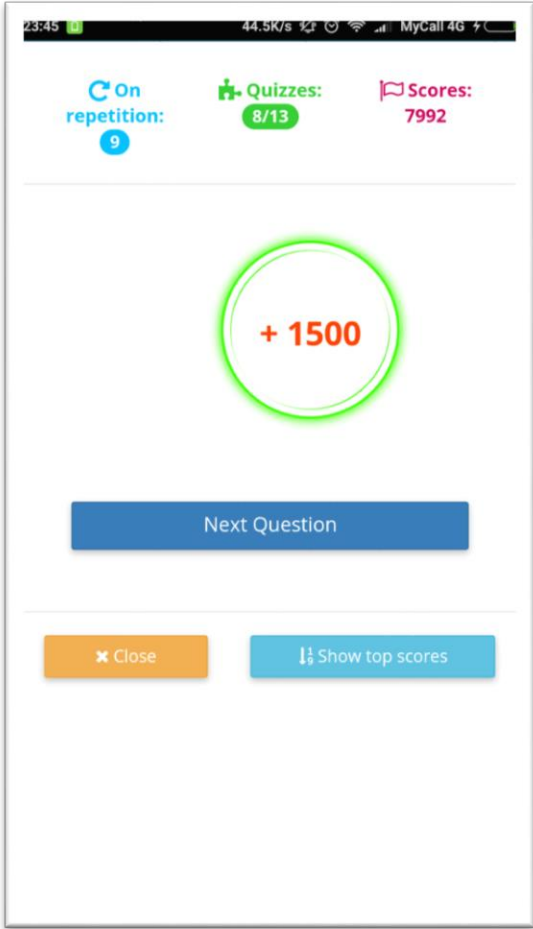 23:45 44.5K/s MyCall 4G
On repetition: 9
Quizzes: 8/13
Scores: 7992
+ 1500
Next Question
Close
Show top scores